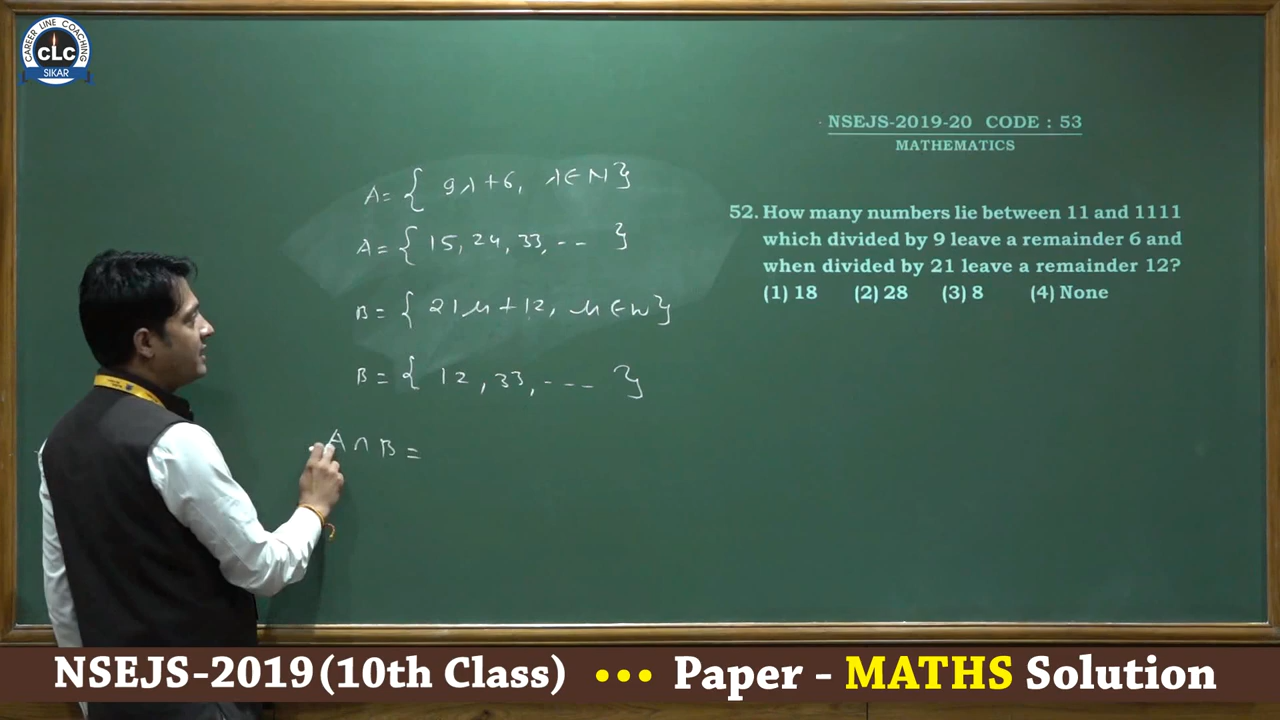 CAREER LINE COACHING
CLC
SIKAR
NSEJS-2019-20 CODE : 53
MATHEMATICS
A = { 9λ + 6, λ ∈ N }
A = { 15, 24, 33, --- }
B = { 21μ + 12, μ ∈ W }
B = { 12, 33, ---- }
A ∩ B =
52. How many numbers lie between 11 and 1111
which divided by 9 leave a remainder 6 and
when divided by 21 leave a remainder 12?
(1) 18 (2) 28 (3) 8 (4) None
NSEJS-2019(10th Class) ••• Paper - MATHS Solution